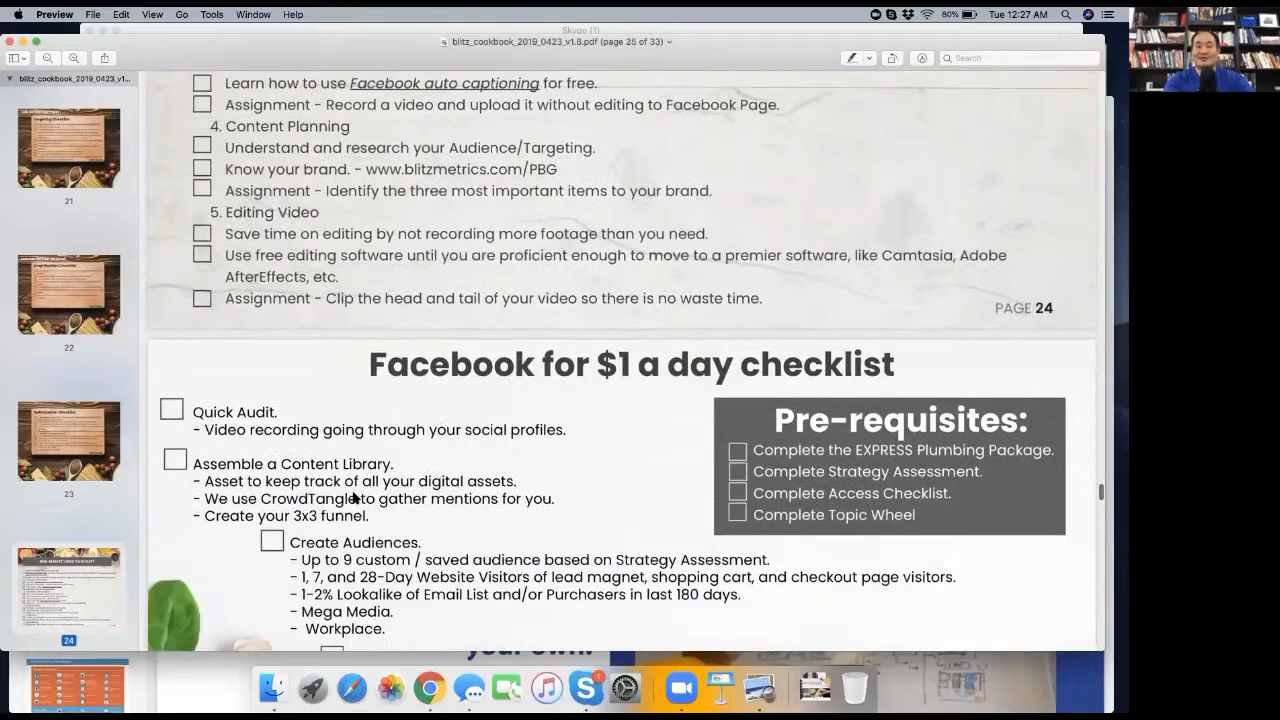 Preview File Edit View Go Tools Window Help
80% Tue 12:27 AM
Skype [1]
blitz_cookbook_2019_0423_v1.8.pdf (page 25 of 33)
Search
blitz_cookbook_2019_0423_v1...
Learn how to use Facebook auto captioning for free.
Assignment - Record a video and upload it without editing to Facebook Page.
4. Content Planning
Understand and research your Audience/Targeting.
Know your brand. - www.blitzmetrics.com/PBG
Assignment - Identify the three most important items to your brand.
5. Editing Video
Save time on editing by not recording more footage than you need.
Use free editing software until you are proficient enough to move to a premier software, like Camtasia, Adobe
AfterEffects, etc.
Assignment - Clip the head and tail of your video so there is no waste time.
PAGE 24
21
22
23
24
Facebook for $1 a day checklist
Quick Audit.
- Video recording going through your social profiles.
Assemble a Content Library.
- Asset to keep track of all your digital assets.
- We use CrowdTangle to gather mentions for you.
- Create your 3x3 funnel.
Pre-requisites:
Complete the EXPRESS Plumbing Package.
Complete Strategy Assessment.
Complete Access Checklist.
Complete Topic Wheel
Create Audiences.
- Up to 9 custom / saved audience based on Strategy Assessment.
and 28-Day Website visitors of lead magnet, shopping and checkout page visitors.
Lookalike of Email list and/or Purchasers in last 180 days.
- Mega Media.
- Workplace.
your own.